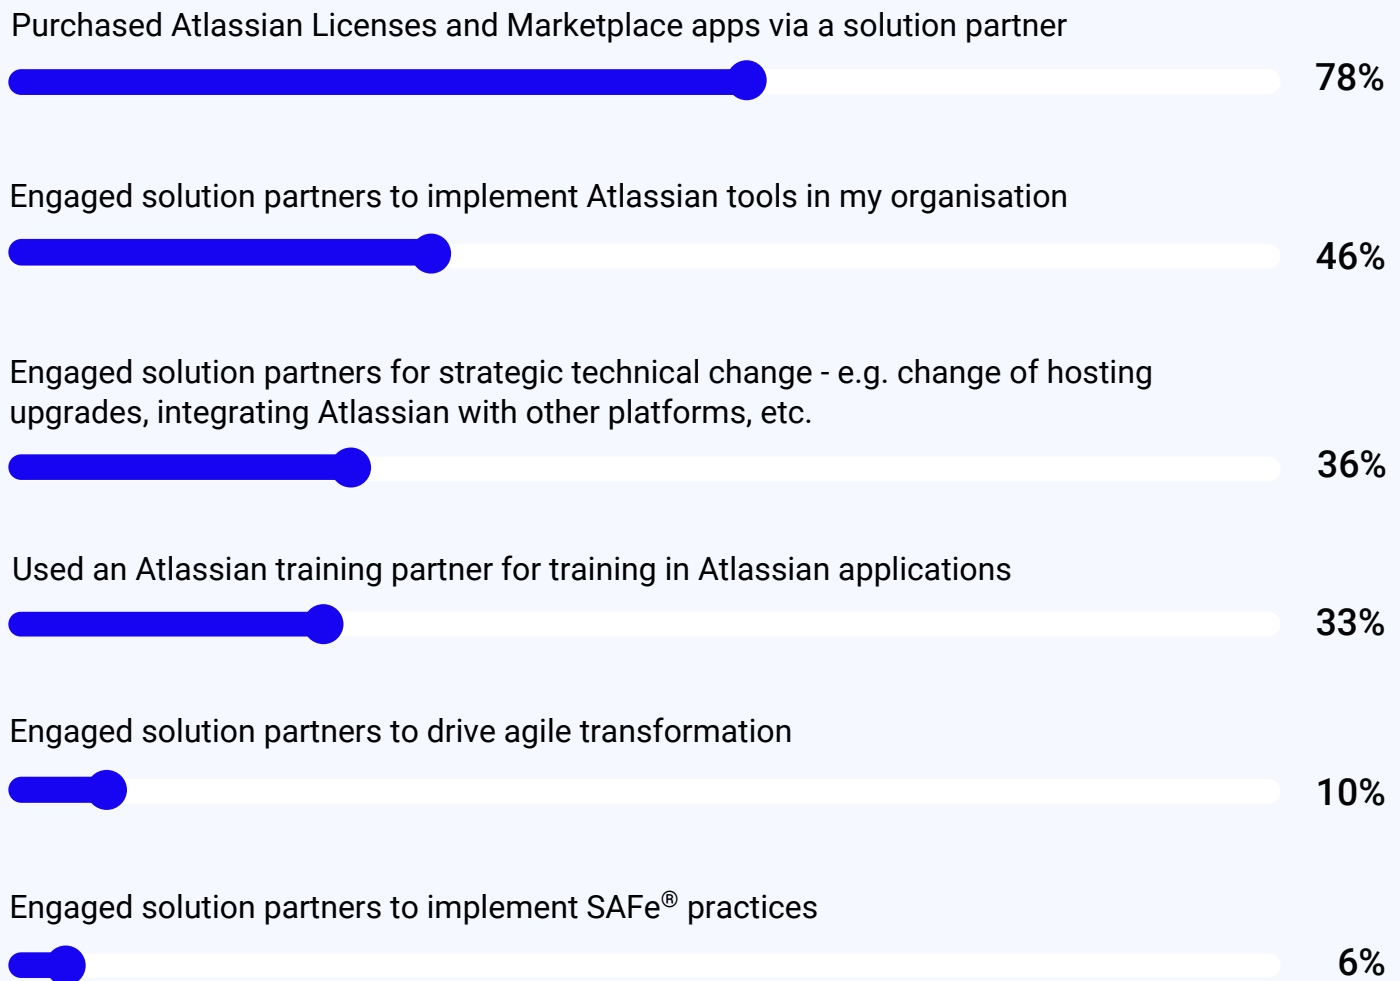 Purchased Atlassian Licenses and Marketplace apps via a solution partner
78%
Engaged solution partners to implement Atlassian tools in my organisation
46%
Engaged solution partners for strategic technical change - e.g. change of hosting
upgrades, integrating Atlassian with other platforms, etc.
36%
Used an Atlassian training partner for training in Atlassian applications
33%
Engaged solution partners to drive agile transformation
10%
Engaged solution partners to implement SAFe® practices
6%